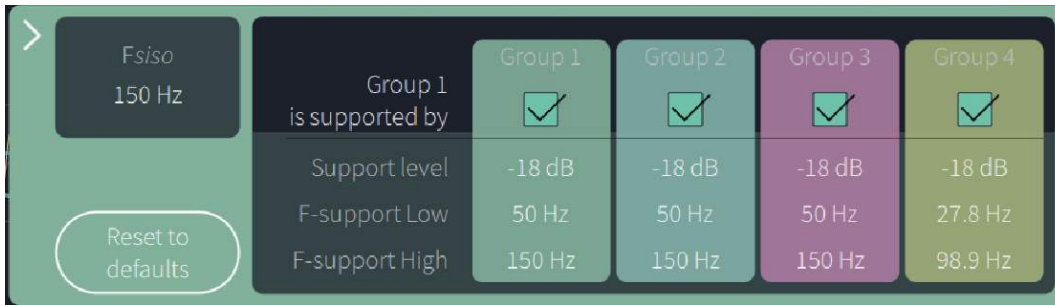 Fsiso
150 Hz
Reset to
defaults
Group 1
is supported by
Group 1 Group 2 Group 3 Group 4
Support level -18 dB -18 dB -18 dB -18 dB
F-support Low 50 Hz 50 Hz 50 Hz 27.8 Hz
F-support High 150 Hz 150 Hz 150 Hz 98.9 Hz